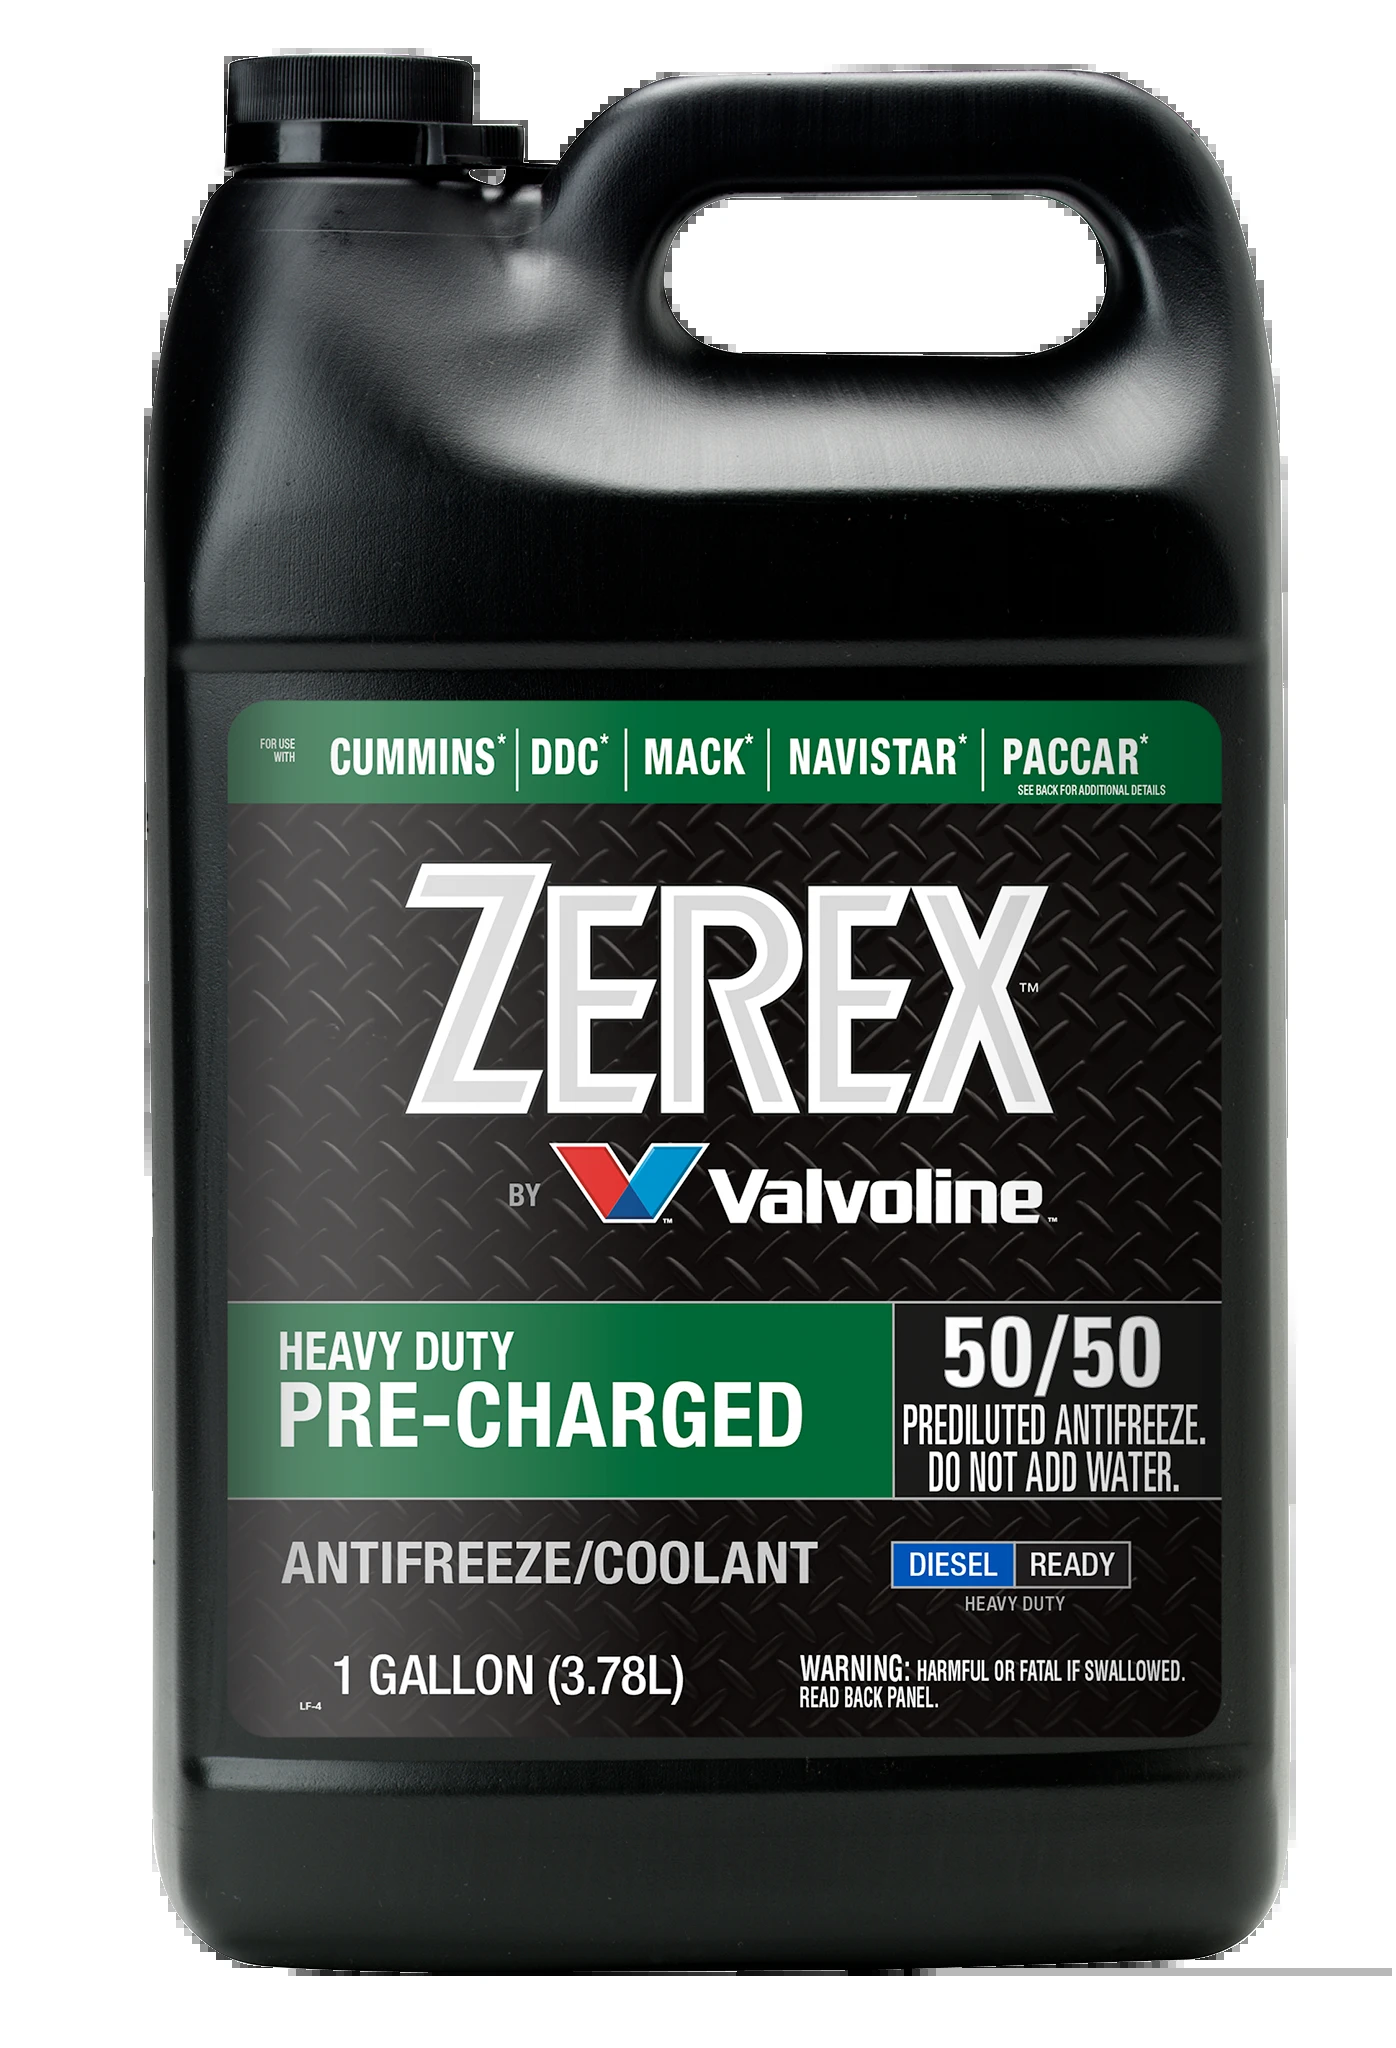 FOR USE
WITH
CUMMINS* | DDC* | MACK* | NAVISTAR* | PACCAR*
SEE BACK FOR ADDITIONAL DETAILS
ZEREX™
BY Valvoline™
HEAVY DUTY
PRE-CHARGED
50/50
PREDILUTED ANTIFREEZE.
DO NOT ADD WATER.
ANTIFREEZE/COOLANT
DIESEL READY
HEAVY DUTY
1 GALLON (3.78L)
LF-4
WARNING: HARMFUL OR FATAL IF SWALLOWED.
READ BACK PANEL.